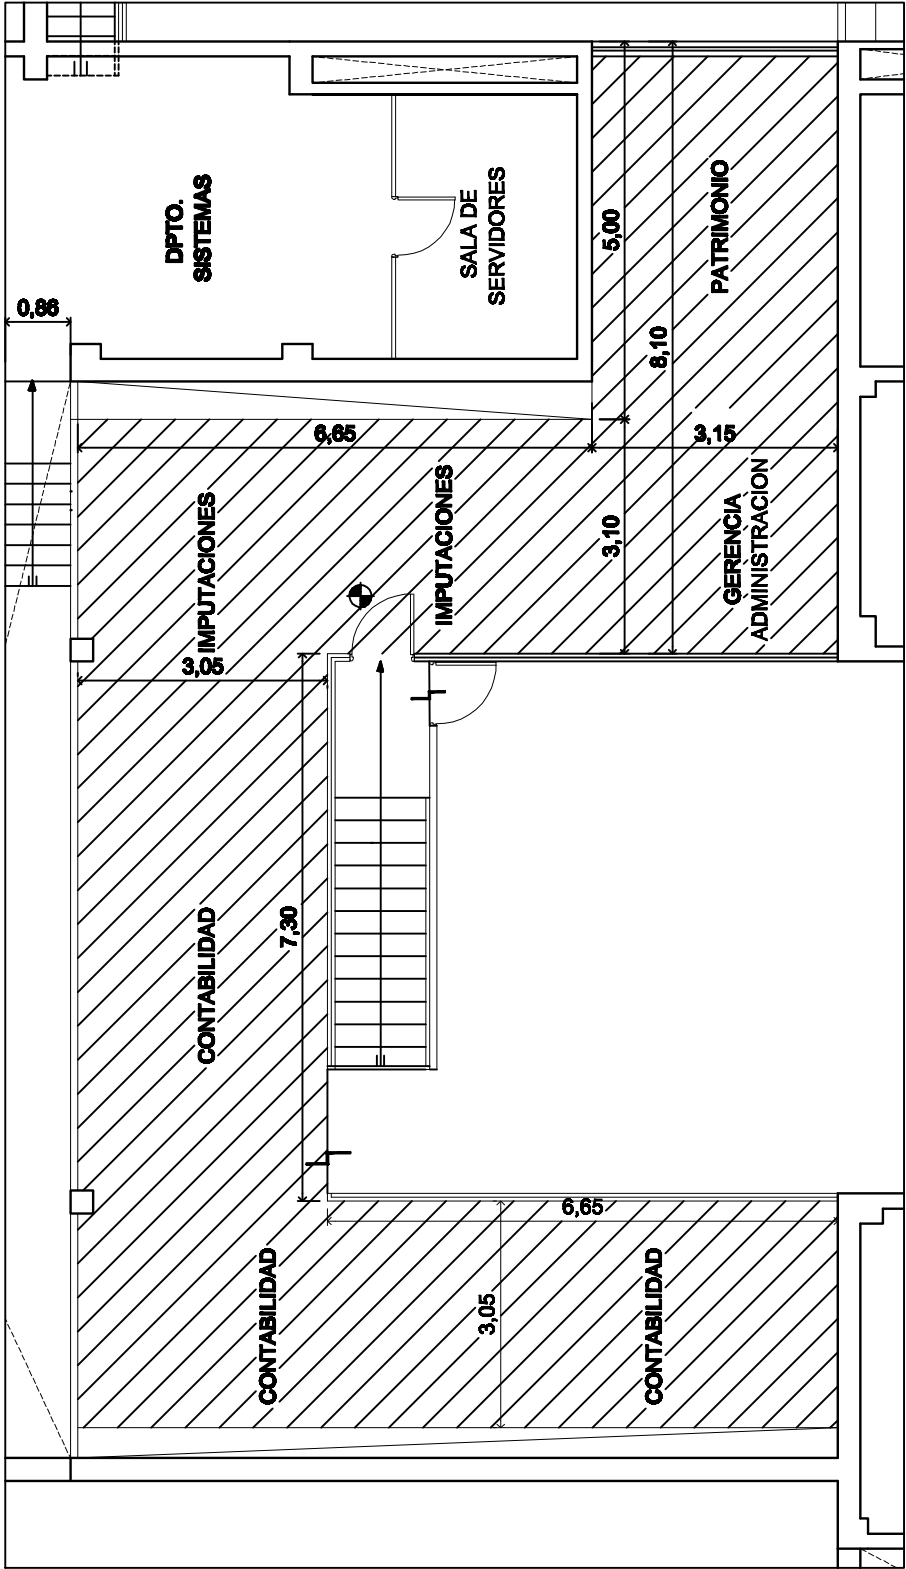 DPTO.
SISTEMAS
SALA DE
SERVIDORES
PATRIMONIO
5,00
8,10
0,86
6,65
3,15
IMPUTACIONES
IMPUTACIONES
3,10
GERENCIA
ADMINISTRACION
3,05
7,30
CONTABILIDAD
6,65
3,05
CONTABILIDAD
CONTABILIDAD